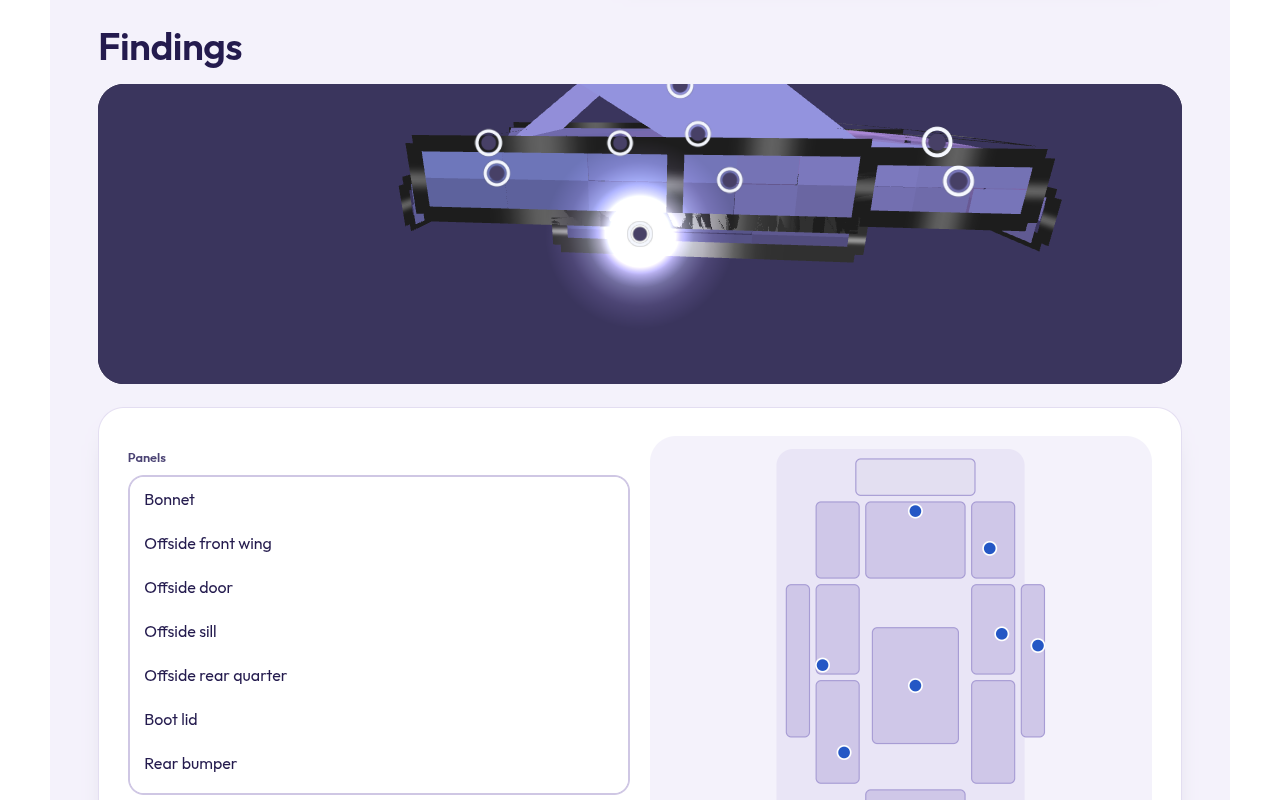 Findings
Panels
Bonnet
Offside front wing
Offside door
Offside sill
Offside rear quarter
Boot lid
Rear bumper